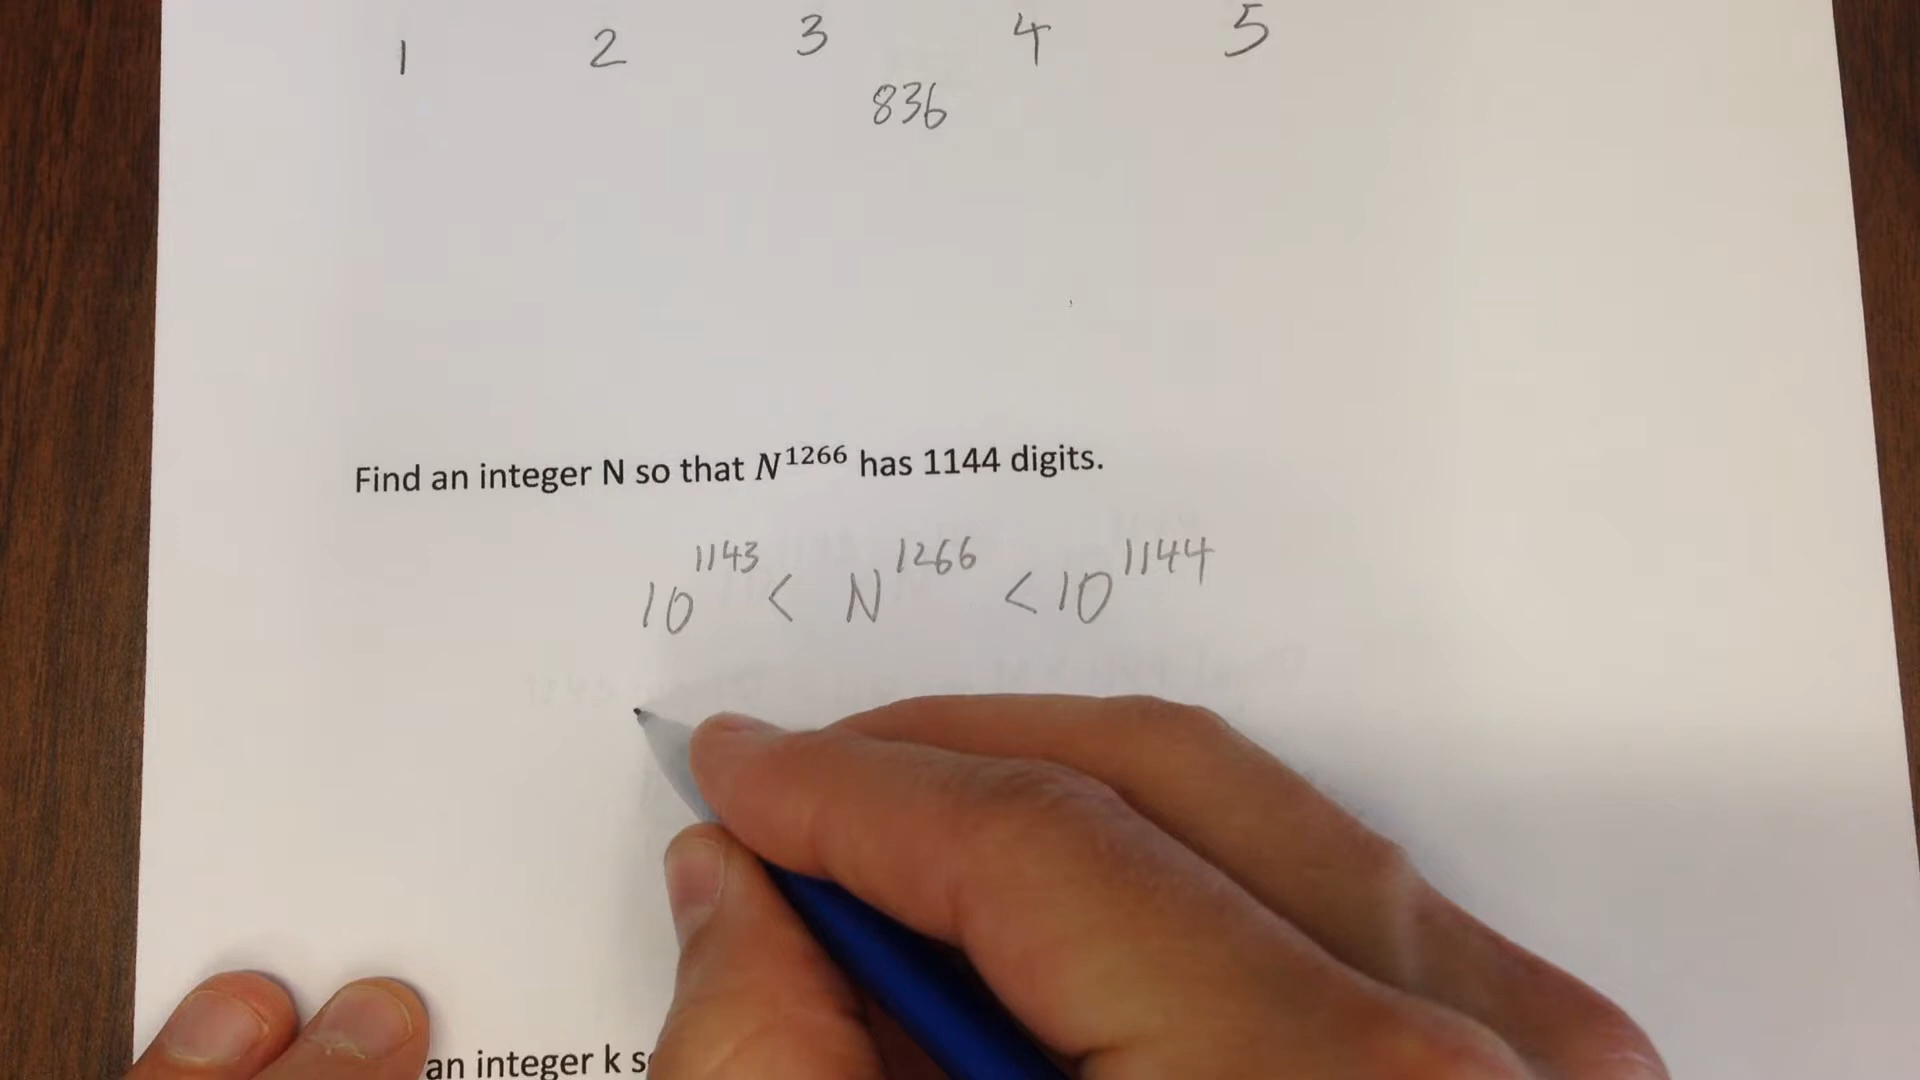 1 2 3 4 5
836
Find an integer N so that N^1266 has 1144 digits.
10^1143 < N^1266 < 10^1144
an integer k